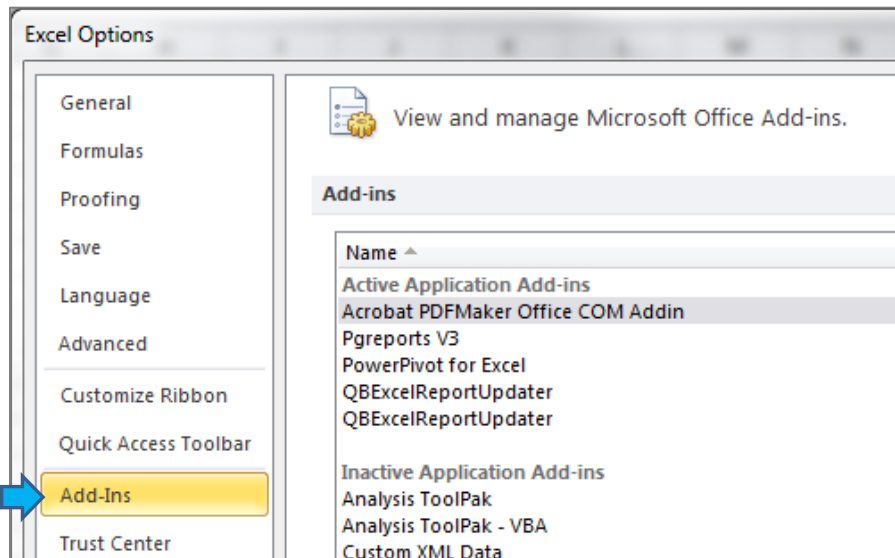 Excel Options
General
Formulas
Proofing
Save
Language
Advanced
Customize Ribbon
Quick Access Toolbar
Add-Ins
Trust Center
View and manage Microsoft Office Add-ins.
Add-ins
Name
Active Application Add-ins
Acrobat PDFMaker Office COM Addin
Pgreports V3
PowerPivot for Excel
QBExcelReportUpdater
QBExcelReportUpdater
Inactive Application Add-ins
Analysis ToolPak
Analysis ToolPak - VBA
Custom XML Data